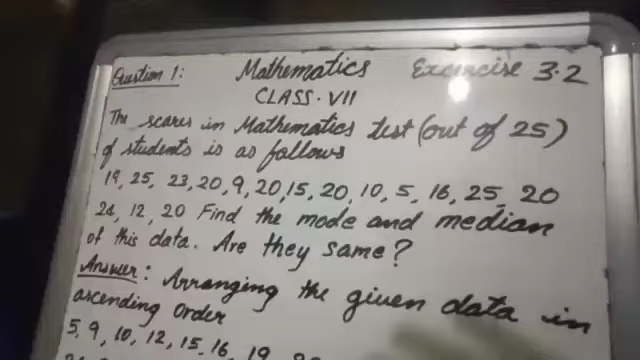 Question 1: Mathematics Excercise 3.2
CLASS. VII
The scores in Mathematics test (out of 25)
of students is as follows
19, 25, 23, 20, 9, 20, 15, 20, 10, 5, 16, 25, 20
24, 12, 20 Find the mode and median
of this data. Are they same?
Answer: Arranging the given data in
ascending order
5, 9, 10, 12, 15, 16, 19